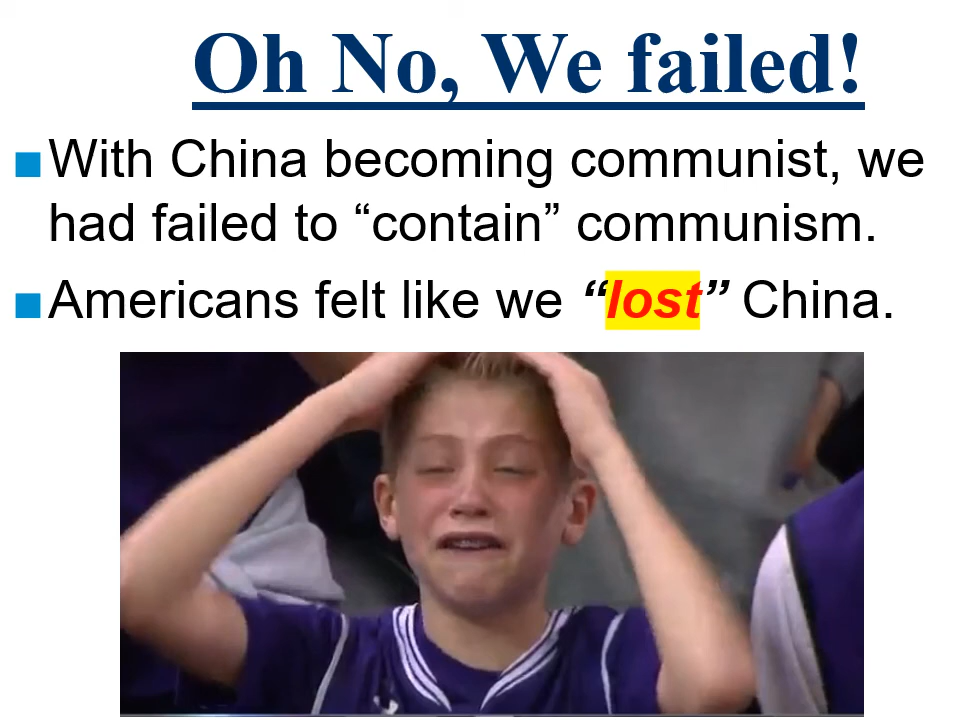 Oh No, We failed!
With China becoming communist, we
had failed to “contain” communism.
Americans felt like we “lost” China.